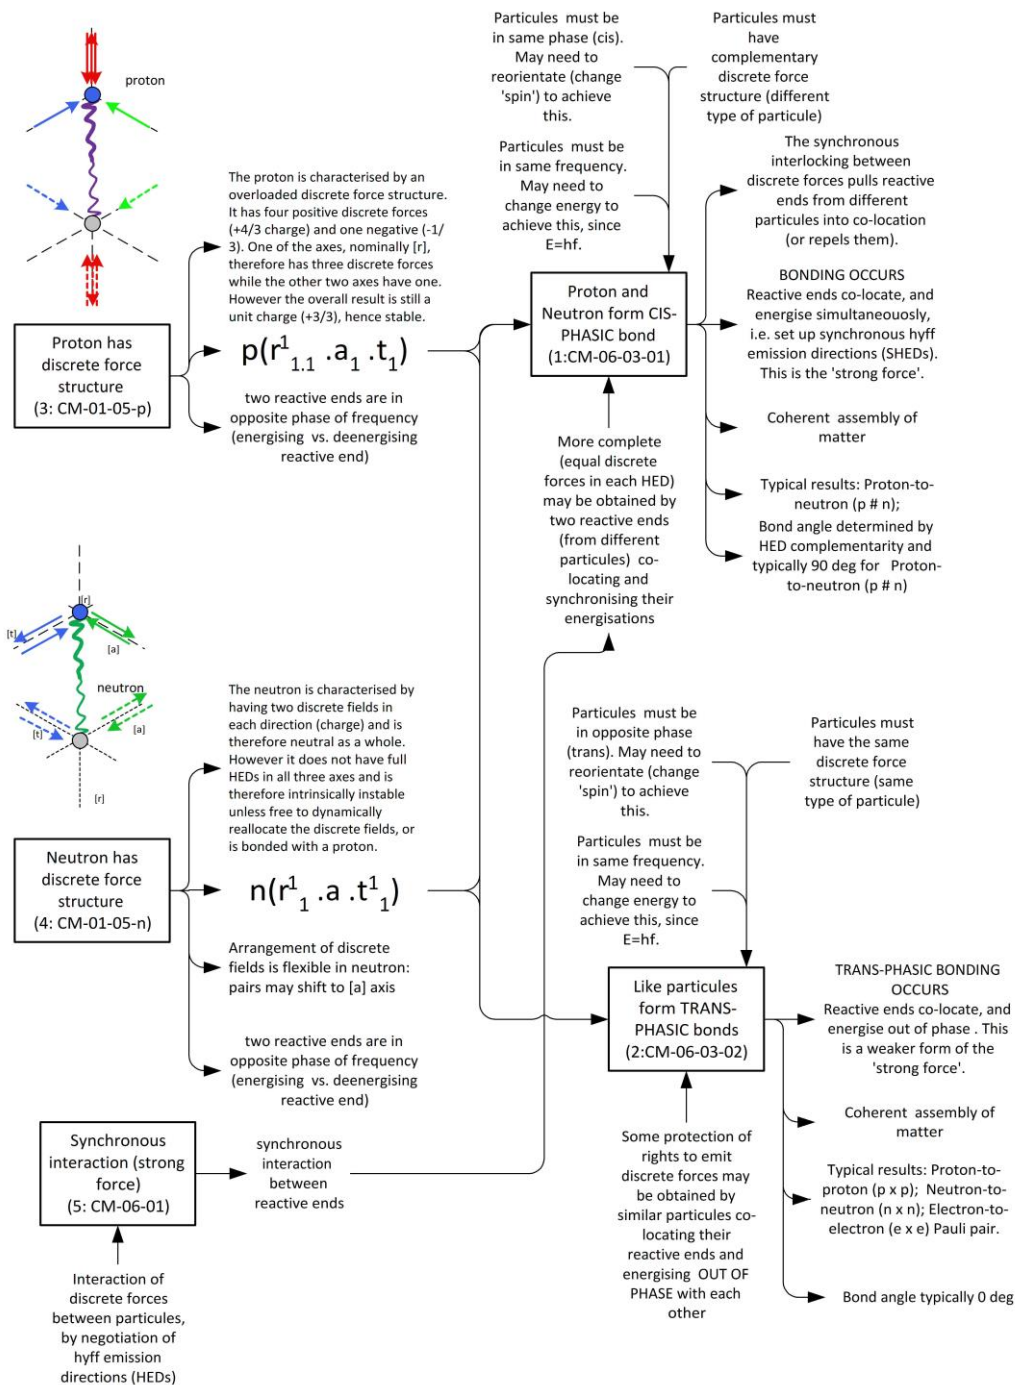 proton
Particules must be
in same phase (cis).
May need to
reorientate (change
'spin') to achieve
this.
Particules must
have
complementary
discrete force
structure (different
type of particule)
Particules must be
in same frequency.
May need to
change energy to
achieve this, since
E=hf.
The proton is characterised by an
overloaded discrete force structure.
It has four positive discrete forces
(+4/3 charge) and one negative (-1/
3). One of the axes, nominally [r],
therefore has three discrete forces
while the other two axes have one.
However the overall result is still a
unit charge (+3/3), hence stable.
Proton has
discrete force
structure
(3: CM-01-05-p)
p(r¹₁.₁ .a₁ .t₁)
two reactive ends are in
opposite phase of frequency
(energising vs. deenergising
reactive end)
Proton and
Neutron form CIS-
PHASIC bond
(1:CM-06-03-01)
The synchronous
interlocking between
discrete forces pulls reactive
ends from different
particules into co-location
(or repels them).
BONDING OCCURS
Reactive ends co-locate, and
energise simultaneously,
i.e. set up synchronous hyff
emission directions (SHEDs).
This is the 'strong force'.
Coherent assembly of
matter
Typical results: Proton-to-
neutron (p # n);
Bond angle determined by
HED complementarity and
typically 90 deg for Proton-
to-neutron (p # n)
More complete
(equal discrete
forces in each HED)
may be obtained by
two reactive ends
(from different
particules) co-
locating and
synchronising their
energisations
[r]
[t]
[a]
neutron
[t]
[a]
[r]
The neutron is characterised by
having two discrete fields in
each direction (charge) and is
therefore neutral as a whole.
However it does not have full
HEDs in all three axes and is
therefore intrinsically instable
unless free to dynamically
reallocate the discrete fields, or
is bonded with a proton.
Neutron has
discrete force
structure
(4: CM-01-05-n)
n(r¹₁ .a .t¹₁)
Arrangement of discrete
fields is flexible in neutron:
pairs may shift to [a] axis
two reactive ends are in
opposite phase of frequency
(energising vs. deenergising
reactive end)
Particules must be
in opposite phase
(trans). May need to
reorientate (change
'spin') to achieve
this.
Particules must
have the same
discrete force
structure (same
type of particule)
Particules must be
in same frequency.
May need to
change energy to
achieve this, since
E=hf.
Like particules
form TRANS-
PHASIC bonds
(2:CM-06-03-02)
TRANS-PHASIC BONDING
OCCURS
Reactive ends co-locate, and
energise out of phase . This
is a weaker form of the
'strong force'.
Coherent assembly of
matter
Typical results: Proton-to-
proton (p x p); Neutron-to-
neutron (n x n); Electron-to-
electron (e x e) Pauli pair.
Bond angle typically 0 deg
Some protection of
rights to emit
discrete forces may
be obtained by
similar particules co-
locating their
reactive ends and
energising OUT OF
PHASE with each
other
Synchronous
interaction (strong
force)
(5: CM-06-01)
synchronous
interaction
between
reactive ends
Interaction of
discrete forces
between particules,
by negotiation of
hyff emission
directions (HEDs)